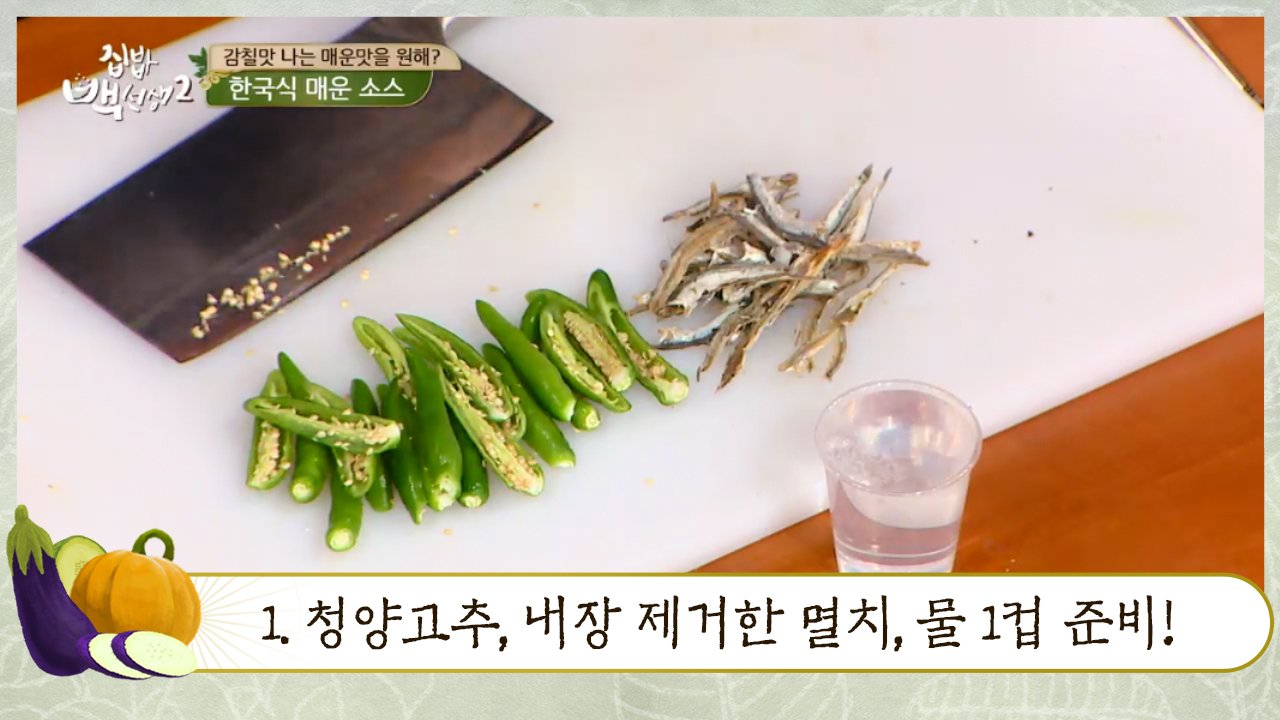 집밥
백선생2
감칠맛 나는 매운맛을 원해?
한국식 매운 소스
1. 청양고추, 내장 제거한 멸치, 물 1컵 준비!